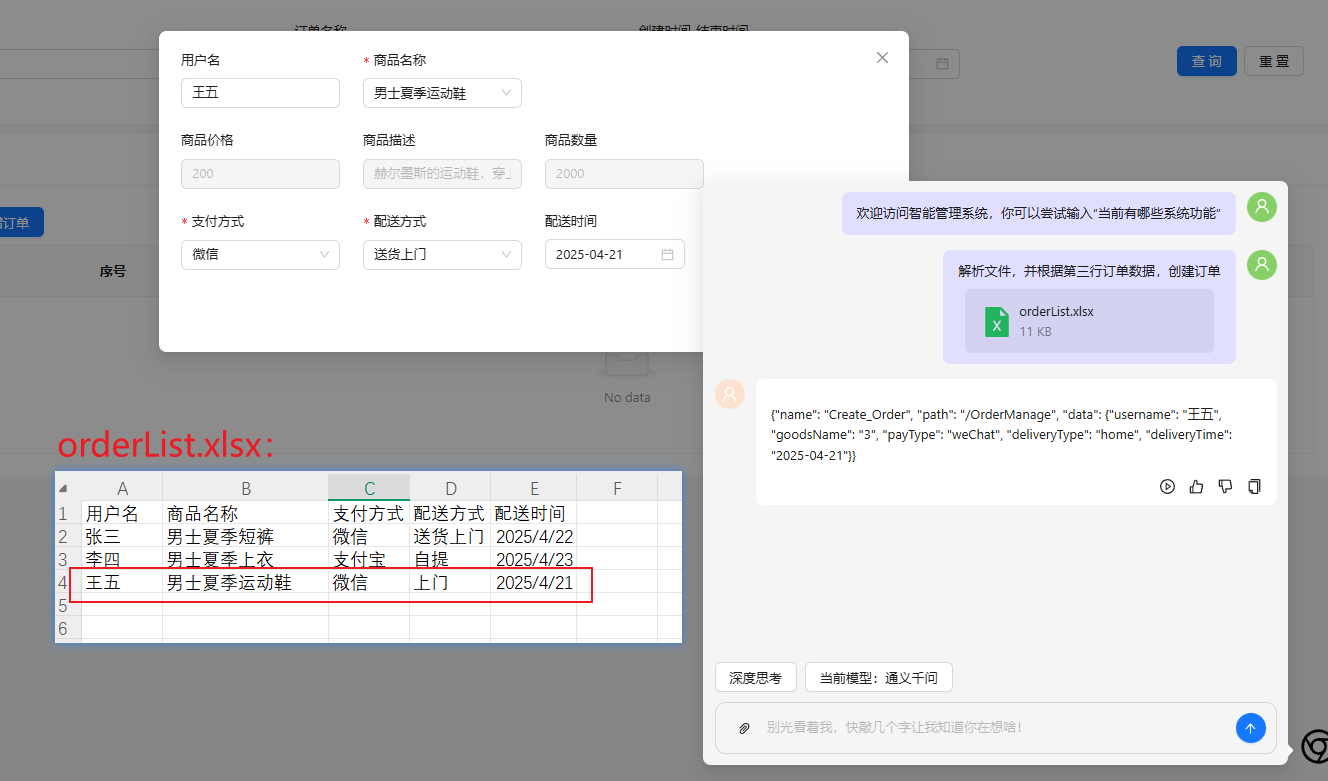 订单名称
创建时间-结束时间
查 询
重 置
用户名
* 商品名称
王五
男士夏季运动鞋
商品价格
商品描述
商品数量
200
赫尔墨斯的运动鞋，穿上
2000
* 支付方式
* 配送方式
配送时间
微信
送货上门
2025-04-21
订单
序号
No data
欢迎访问智能管理系统，你可以尝试输入“当前有哪些系统功能”
解析文件，并根据第三行订单数据，创建订单
orderList.xlsx
11 KB
{"name": "Create_Order", "path": "/OrderManage", "data": {"username": "王五",
"goodsName": "3", "payType": "weChat", "deliveryType": "home", "deliveryTime":
"2025-04-21"}}
orderList.xlsx：
A B C D E F
1 用户名 商品名称 支付方式 配送方式 配送时间
2 张三 男士夏季短裤 微信 送货上门 2025/4/22
3 李四 男士夏季上衣 支付宝 自提 2025/4/23
4 王五 男士夏季运动鞋 微信 上门 2025/4/21
5
6
深度思考
当前模型：通义千问
别光看着我，快敲几个字让我知道你在想啥！